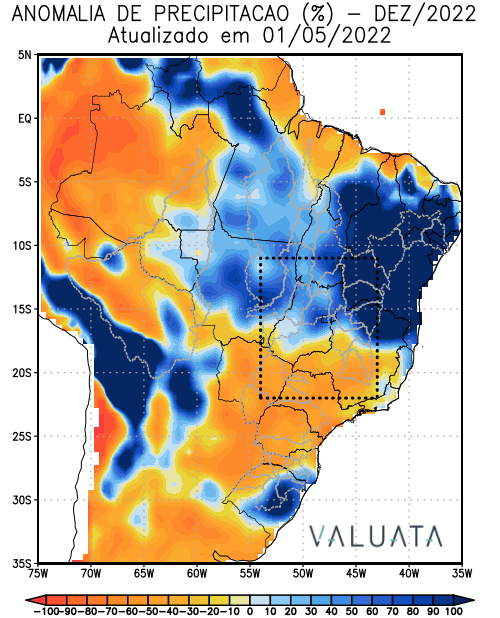 ANOMALIA DE PRECIPITACAO (%) – DEZ/2022
Atualizado em 01/05/2022
5N
EQ
5S
10S
15S
20S
25S
30S
35S
VALUATA
75W 70W 65W 60W 55W 50W 45W 40W 35W
-100 -90 -80 -70 -60 -50 -40 -30 -20 -10 0 10 20 30 40 50 60 70 80 90 100